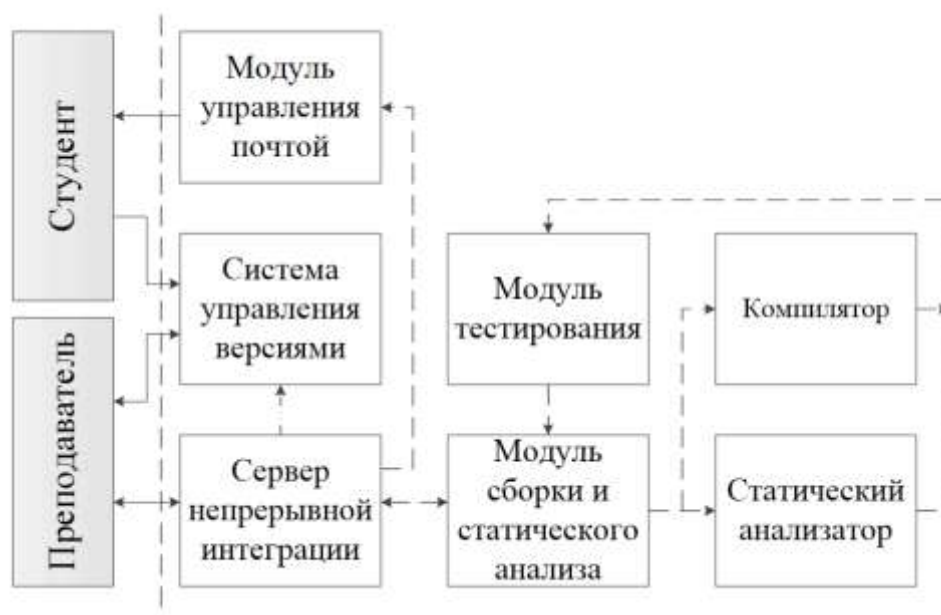 Студент
Преподаватель
Модуль
управления
почтой
Система
управления
версиями
Сервер
непрерывной
интеграции
Модуль
тестирования
Модуль
сборки и
статического
анализа
Компилятор
Статический
анализатор